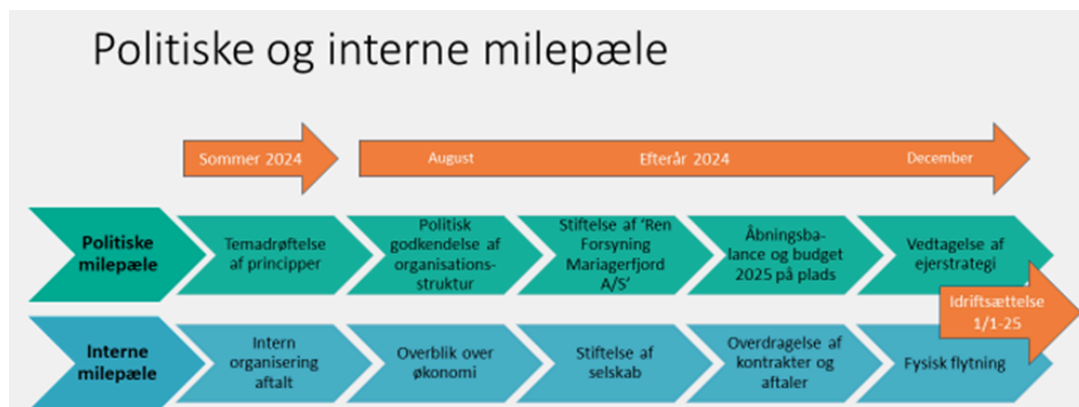 Politiske og interne milepæle
Sommer 2024
August
Efterår 2024
December
Politiske
milepæle
Temadrøftelse
af principper
Politisk
godkendelse af
organisations-
struktur
Stiftelse af 'Ren
Forsyning
Mariagerfjord
A/S'
Åbningsba-
lance og budget
2025 på plads
Vedtagelse af
ejerstrategi
Idriftsættelse
1/1-25
Interne
milepæle
Intern
organisering
aftalt
Overblik over
økonomi
Stiftelse af
selskab
Overdragelse af
kontrakter og
aftaler
Fysisk flytning